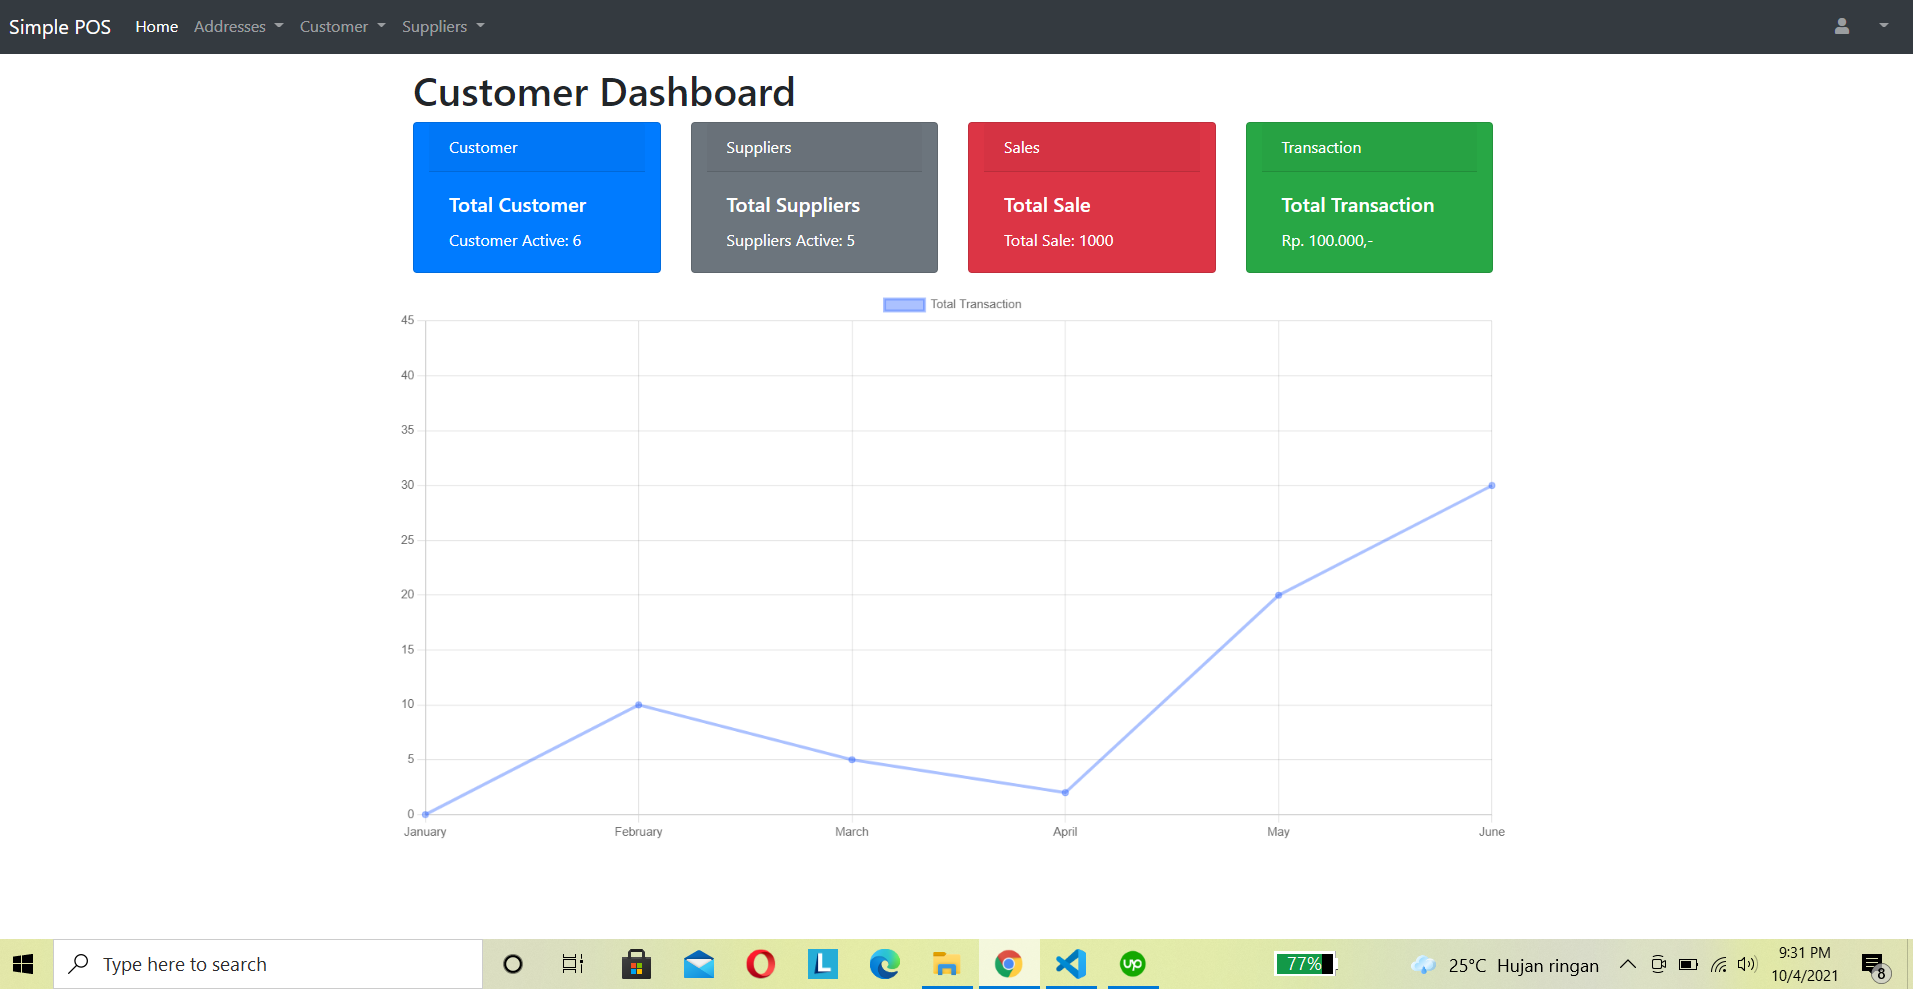 Simple POS Home Addresses Customer Suppliers
Customer Dashboard
Customer
Total Customer
Customer Active: 6
Suppliers
Total Suppliers
Suppliers Active: 5
Sales
Total Sale
Total Sale: 1000
Transaction
Total Transaction
Rp. 100.000,-
Total Transaction
45
40
35
30
25
20
15
10
5
0
January February March April May June
Type here to search
L
up
77%
25°C Hujan ringan
9:31 PM
10/4/2021
8